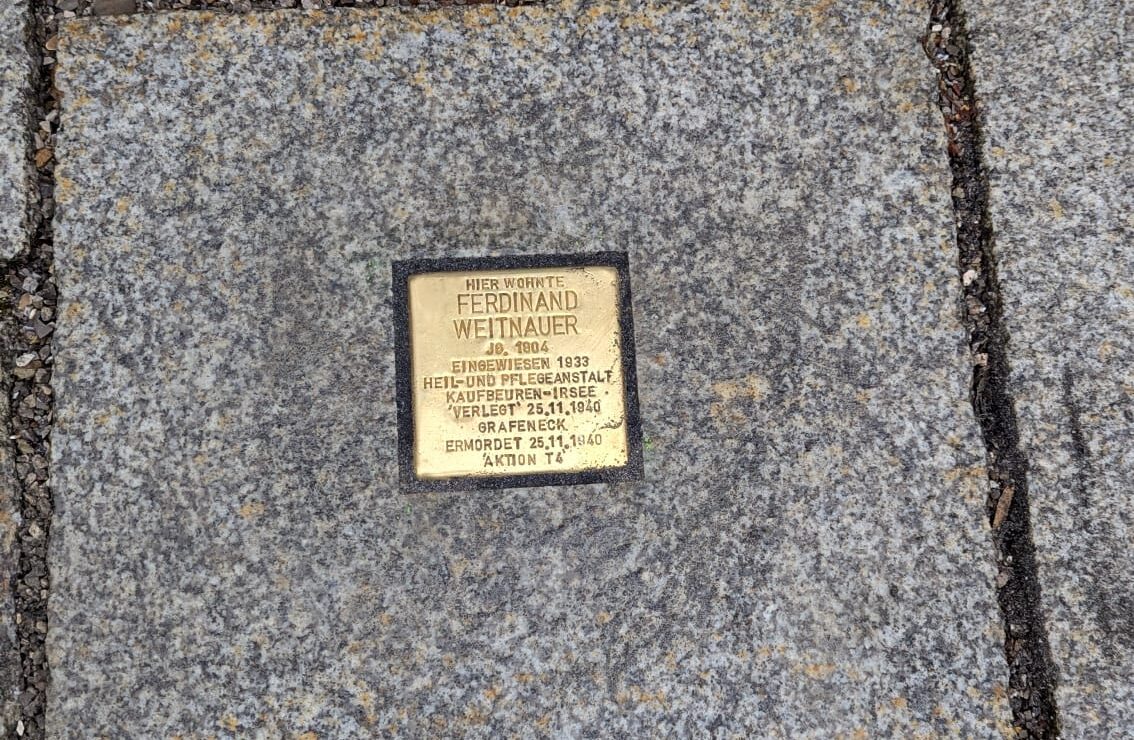 HIER WOHNTE
FERDINAND
WEITNAUER
JG. 1904
EINGEWIESEN 1933
HEIL-UND PFLEGEANSTALT
KAUFBEUREN-IRSEE
'VERLEGT' 25.11.1940
GRAFENECK
ERMORDET 25.11.1940
'AKTION T4'